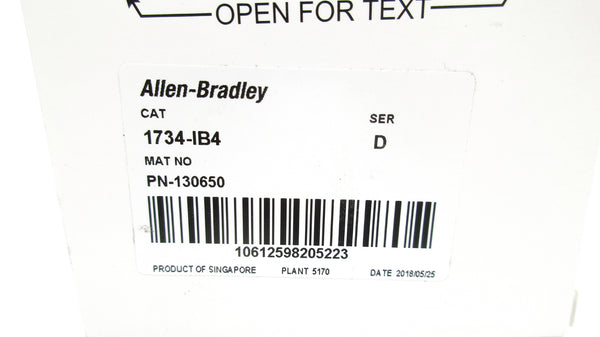 OPEN FOR TEXT
Allen-Bradley
CAT SER
1734-IB4 D
MAT NO
PN-130650
10612598205223
PRODUCT OF SINGAPORE PLANT 5170 DATE 2018/05/25